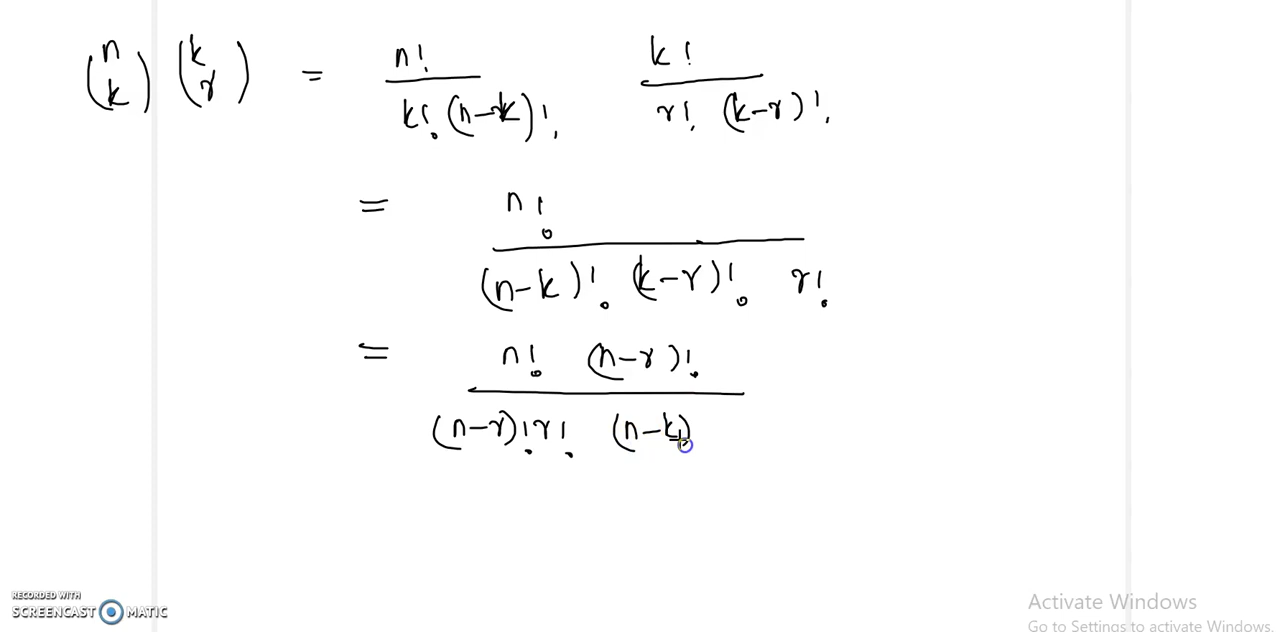 (n k) (k r) = n! / k! (n-k)! k! / r! (k-r)!
= n! / (n-k)! (k-r)! r!
= n! (n-r)! / (n-r)! r! (n-k)
RECORDED WITH
SCREENCAST MATIC
Activate Windows
Go to Settings to activate Windows.